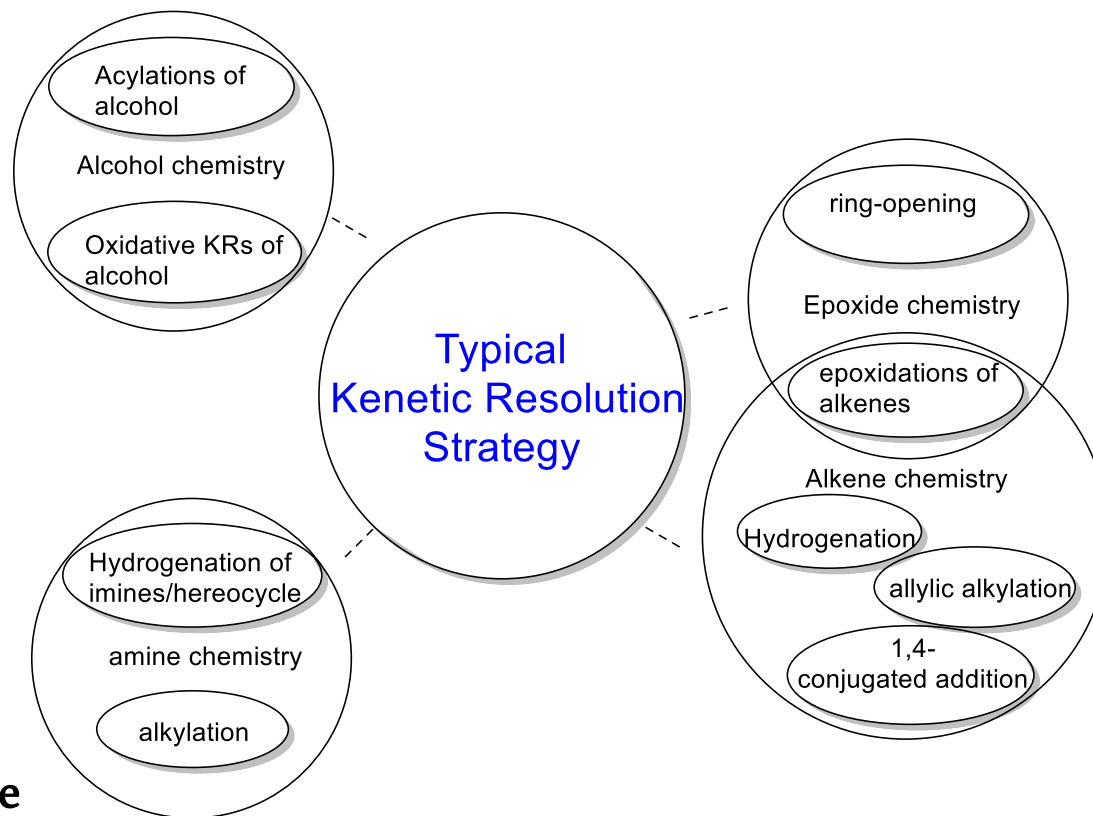 Acylations of
alcohol
Alcohol chemistry
Oxidative KRs of
alcohol
Typical
Kenetic Resolution
Strategy
ring-opening
Epoxide chemistry
epoxidations of
alkenes
Alkene chemistry
Hydrogenation
allylic alkylation
1,4-
conjugated addition
Hydrogenation of
imines/hereocycle
amine chemistry
alkylation
e